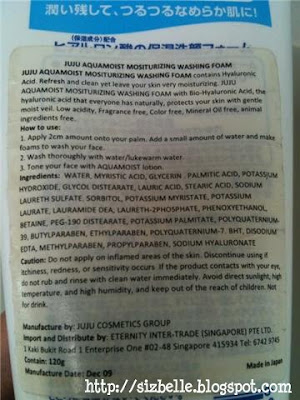 潤い残して、つるつるなめらか肌に!
(保湿成分)配合
ヒアルロン酸の保湿洗顔フォーム
JUJU AQUAMOIST MOSITURIZING WASHING FOAM
JUJU AQUAMOIST MOSITURIZING WASHING FOAM contains Hyaluronic
Acid. Refresh and clean yet leave your skin very moisturizing. JUJU
AQUAMOIST MOSITURIZING WASHING FOAM with Bio-Hyaluronic Acid, the
hyaluronic acid that everyone has naturally, protects your skin with gentle
moist veil. Low acidity, Fragrance free, Color free, Mineral Oil free, animal
ingredients free.
How to use:
1. Apply 2cm amount onto your palm. Add a small amount of water and make
foams to wash your face.
2. Wash thoroughly with water/lukewarm water.
3. Tone your face with AQUAMOIST lotion.
Ingredients: WATER, MYRISTIC ACID, GLYCERIN, PALMITIC ACID, POTASSIUM
HYDROXIDE, GLYCOL DISTEARATE, LAURIC ACID, STEARIC ACID, SODIUM
LAURETH SULFATE, SORBITOL, POTASSIUM MYRISTATE, POTASSIUM
LAURATE, LAURAMIDE DEA, LAURETH-2PHOSPHATE, PHENOXYETHANOL,
BETAINE, PEG-190 DISTEARATE, POTASSIUM PALMITATE, POLYQUATERNIUM-
39, BUTYLPARABEN, ETHYLPARABEN, POLYQUATERNIUM-7. BHT, DISODIUM
EDTA, METHYLPARABEN, PROPYLPARABEN, SODIUM HYALURONATE
Caution: Do not apply on inflamed areas of the skin. Discontinue using if
itchiness, redness, or sensitivity occurs. If the product contacts with your eye,
do not rub and rinse with clean water immediately. Avoid direct sunlight, high
temperature, and high humidity, and keep out of the reach of children. Not
for drink.
Manufacture by: JUJU COSMETICS GROUP
Import and Distribute by: ETERNITY INTER-TRADE (SINGAPORE) PTE LTD.
1 Kaki Bukit Road 1 Enterprise One #02-48 Singapore 415934 Tel: 6742 9745
Contain: 120g
Manufacture Date: Dec 09
Made in Japan
http://sizbelle.blogspot.com